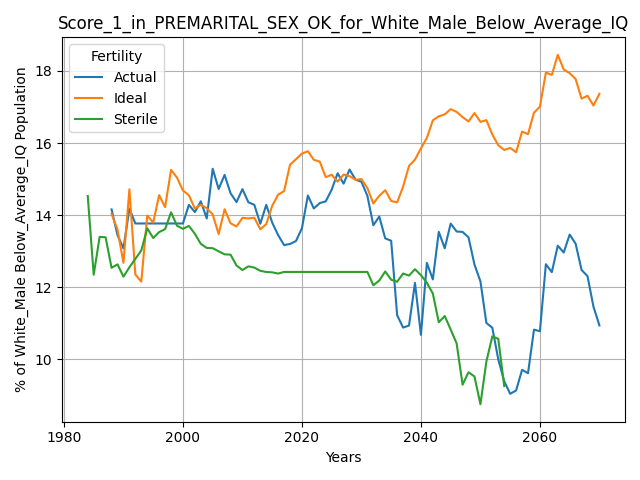 Score_1_in_PREMARITAL_SEX_OK_for_White_Male_Below_Average_IQ
Fertility
Actual
Ideal
Sterile
% of White_Male Below_Average_IQ Population
18
16
14
12
10
1980
2000
2020
2040
2060
Years